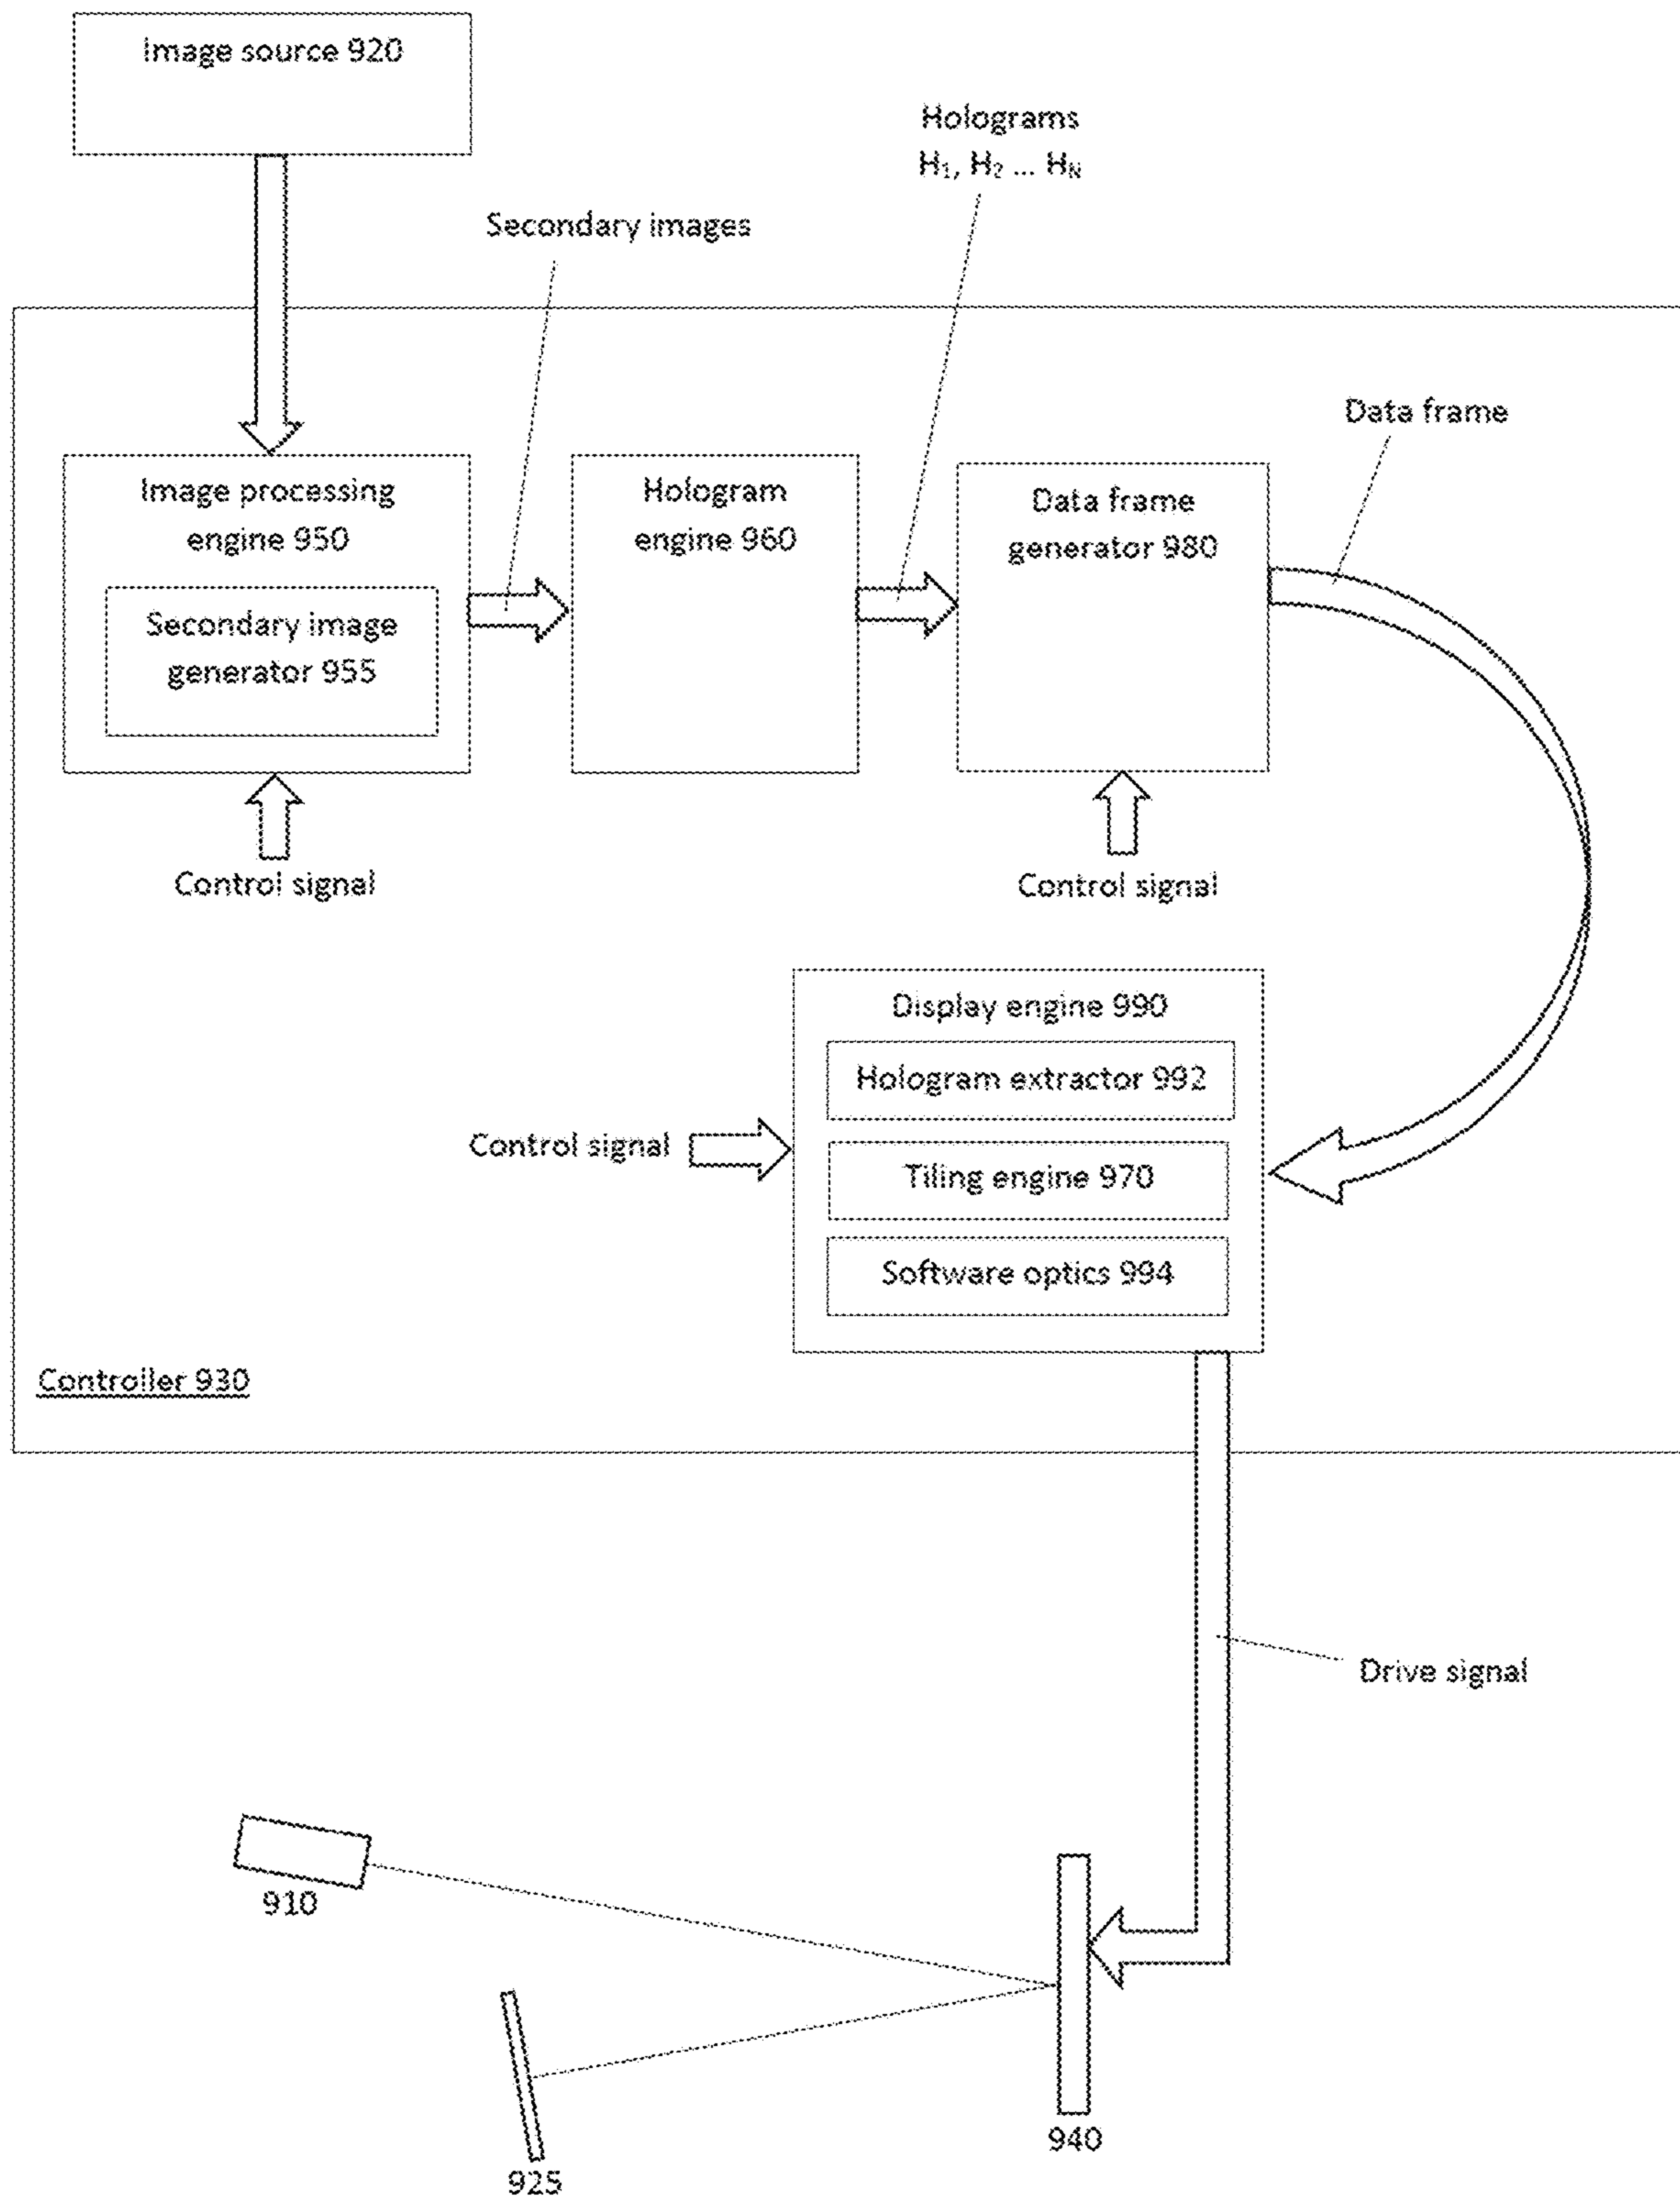 Image source 920
Holograms
H₁, H₂ ... H_N
Secondary images
Data frame
Image processing
engine 950
Secondary image
generator 955
Hologram
engine 960
Data frame
generator 980
Control signal
Control signal
Display engine 990
Hologram extractor 992
Control signal
Tiling engine 970
Software optics 994
Controller 930
Drive signal
910
940
925